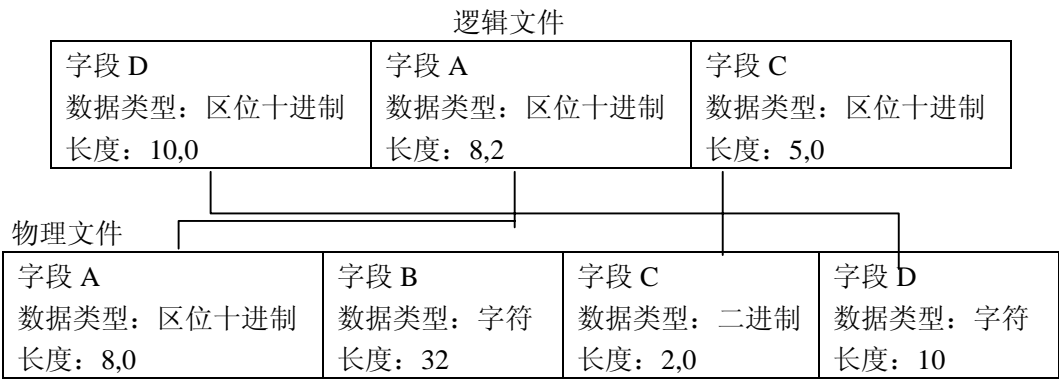 逻辑文件
字段 D
数据类型：区位十进制
长度：10,0
字段 A
数据类型：区位十进制
长度：8,2
字段 C
数据类型：区位十进制
长度：5,0
物理文件
字段 A
数据类型：区位十进制
长度：8,0
字段 B
数据类型：字符
长度：32
字段 C
数据类型：二进制
长度：2,0
字段 D
数据类型：字符
长度：10